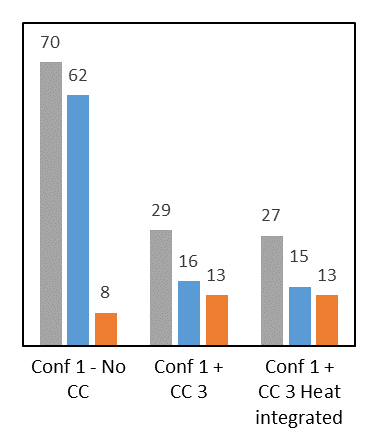 70
62
8
29
16
13
27
15
13
Conf 1 - No
CC
Conf 1 +
CC 3
Conf 1 +
CC 3 Heat
integrated